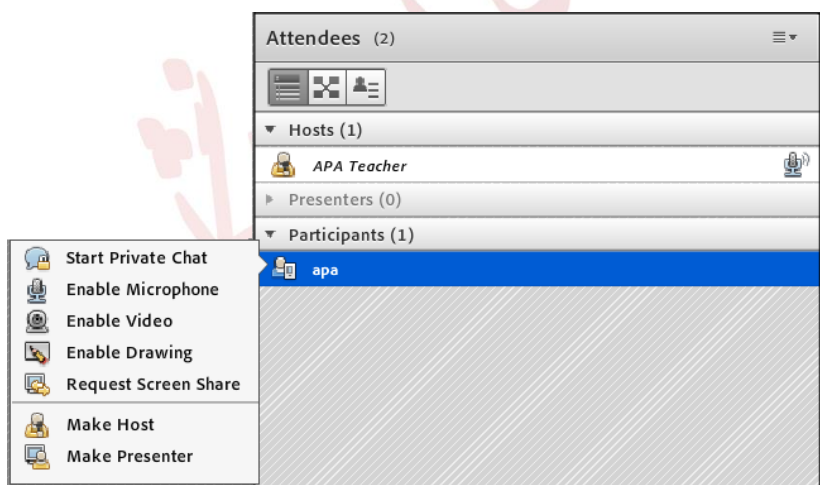 Attendees (2)
Hosts (1)
APA Teacher
Presenters (0)
Participants (1)
apa
Start Private Chat
Enable Microphone
Enable Video
Enable Drawing
Request Screen Share
Make Host
Make Presenter